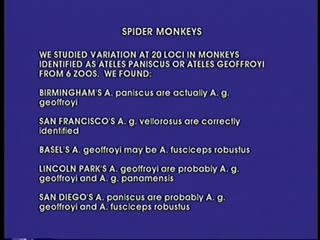 SPIDER MONKEYS
WE STUDIED VARIATION AT 20 LOCI IN MONKEYS
IDENTIFIED AS ATELES PANISCUS OR ATELES GEOFFROYI
FROM 6 ZOOS. WE FOUND:
BIRMINGHAM'S A. paniscus are actually A. g.
geoffroyi
SAN FRANCISCO'S A. g. vellorosus are correctly
identified
BASEL'S A. geoffroyi may be A. fusciceps robustus
LINCOLN PARK'S A. geoffroyi are probably A. g.
geoffroyi and A. g. panamensis
SAN DIEGO'S A. paniscus are probably A. g.
geoffroyi and A. fusciceps robustus